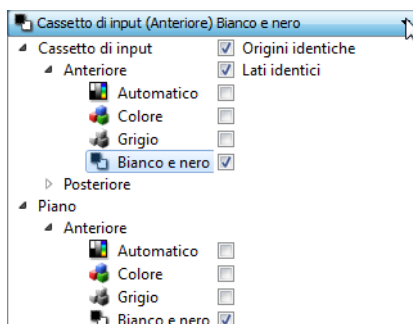 Cassetto di input (Anteriore) Bianco e nero
Cassetto di input Origini identiche
Anteriore Lati identici
Automatico
Colore
Grigio
Bianco e nero
Posteriore
Piano
Anteriore
Automatico
Colore
Grigio
Bianco e nero